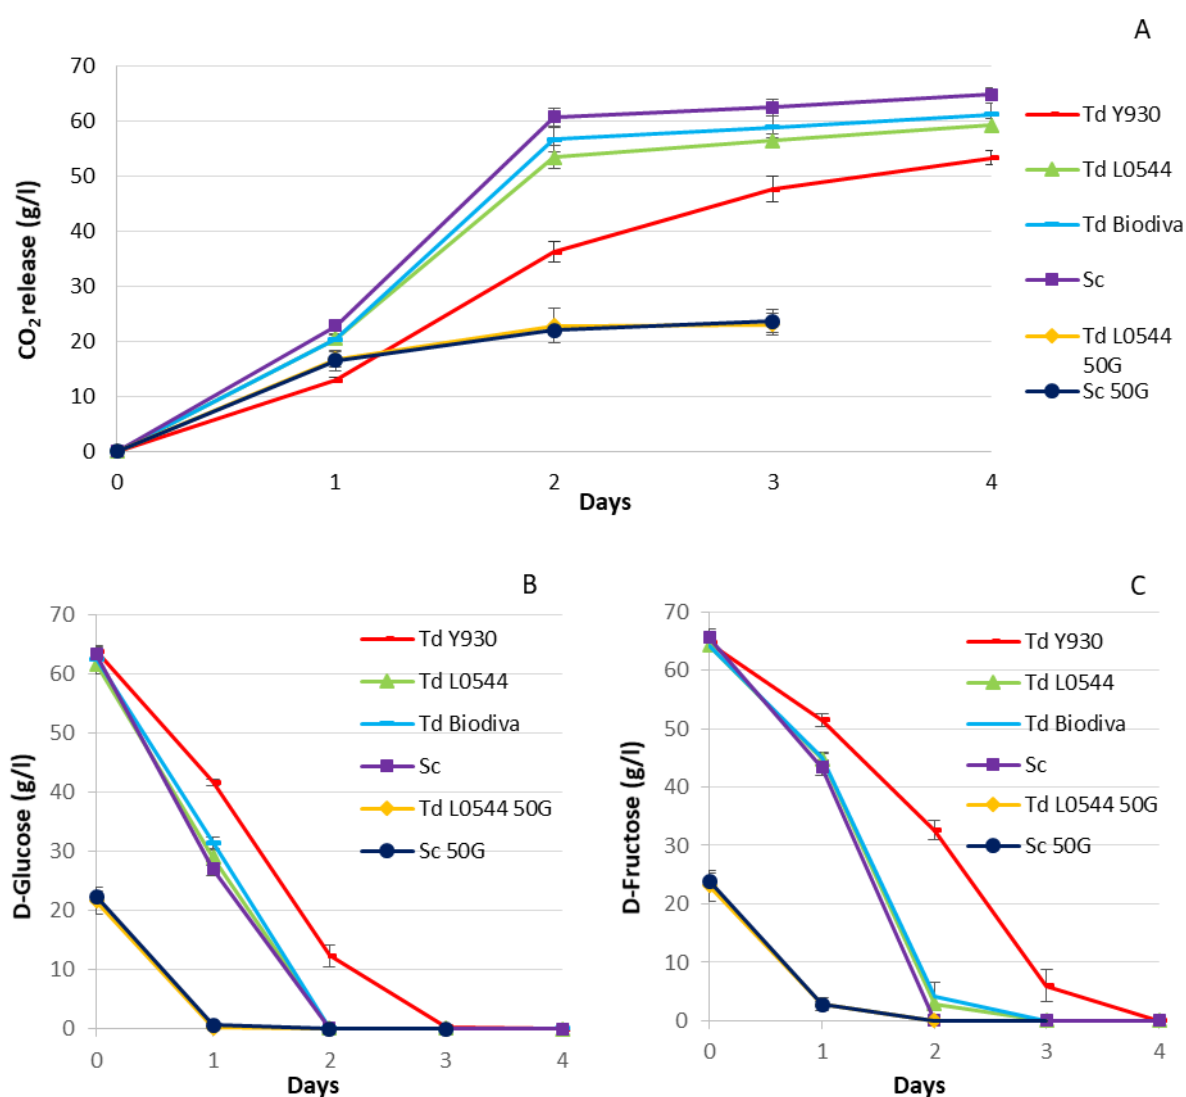 A
70
60
50
40
30
20
10
0
CO2 release (g/l)
0 1 2 3 4
Days
Td Y930
Td L0544
Td Biodiva
Sc
Td L0544
50G
Sc 50G
B
70
60
50
40
30
20
10
0
D-Glucose (g/l)
0 1 2 3 4
Days
Td Y930
Td L0544
Td Biodiva
Sc
Td L0544 50G
Sc 50G
C
70
60
50
40
30
20
10
0
D-Fructose (g/l)
0 1 2 3 4
Days
Td Y930
Td L0544
Td Biodiva
Sc
Td L0544 50G
Sc 50G